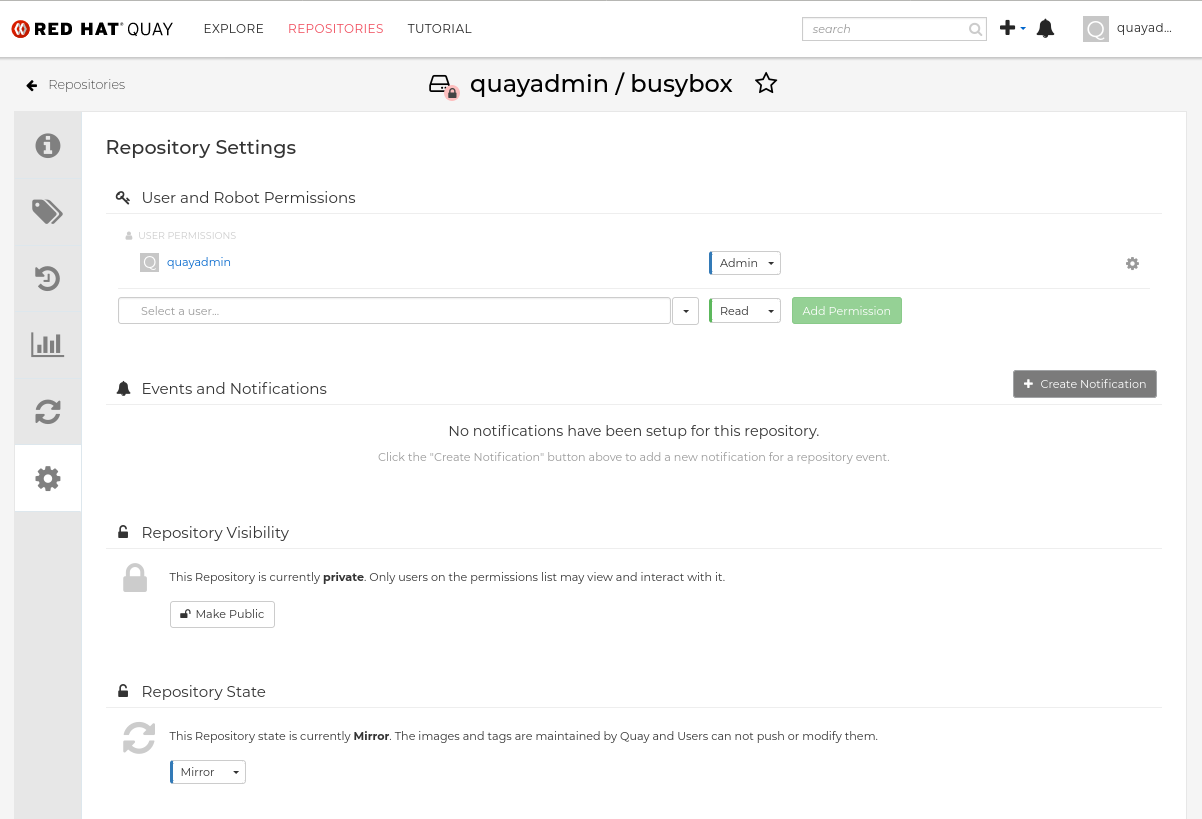 RED HAT® QUAY EXPLORE REPOSITORIES TUTORIAL search Q quayad...
Repositories quayadmin / busybox
Repository Settings
User and Robot Permissions
USER PERMISSIONS
Q quayadmin Admin
Select a user... Read Add Permission
Events and Notifications Create Notification
No notifications have been setup for this repository.
Click the "Create Notification" button above to add a new notification for a repository event.
Repository Visibility
This Repository is currently private. Only users on the permissions list may view and interact with it.
Make Public
Repository State
This Repository state is currently Mirror. The images and tags are maintained by Quay and Users can not push or modify them.
Mirror